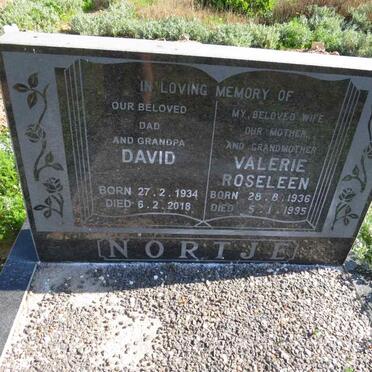 IN LOVING MEMORY OF
OUR BELOVED
DAD
AND GRANDPA
DAVID
BORN 27.2.1934
DIED 6.2.2018
MY BELOVED WIFE
OUR MOTHER
AND GRANDMOTHER
VALERIE
ROSELEEN
BORN 28.8.1936
DIED 5.1.1995
NORTJE